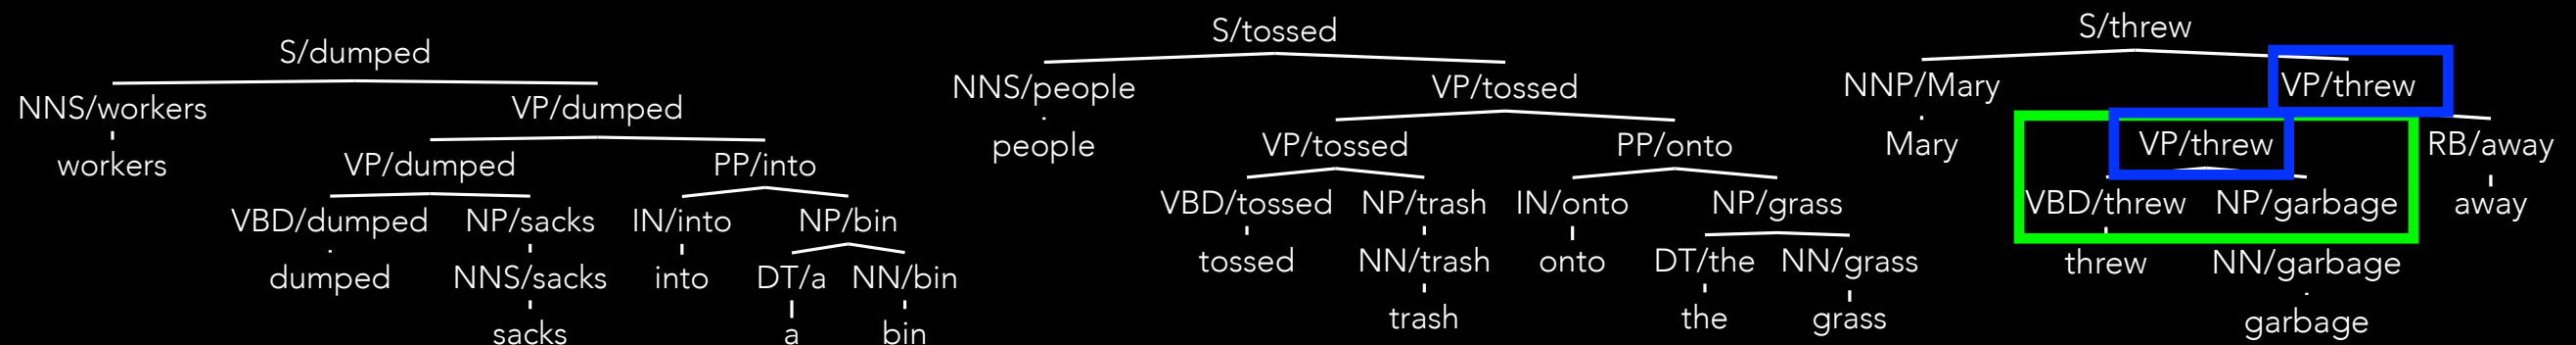 S/dumped
NNS/workers VP/dumped
workers VP/dumped PP/into
VBD/dumped NP/sacks IN/into NP/bin
dumped NNS/sacks into DT/a NN/bin
sacks a bin
S/tossed
NNS/people VP/tossed
people VP/tossed PP/onto
VBD/tossed NP/trash IN/onto NP/grass
tossed NN/trash onto DT/the NN/grass
trash the grass
S/threw
NNP/Mary VP/threw
Mary VP/threw RB/away
VBD/threw NP/garbage away
threw NN/garbage
garbage